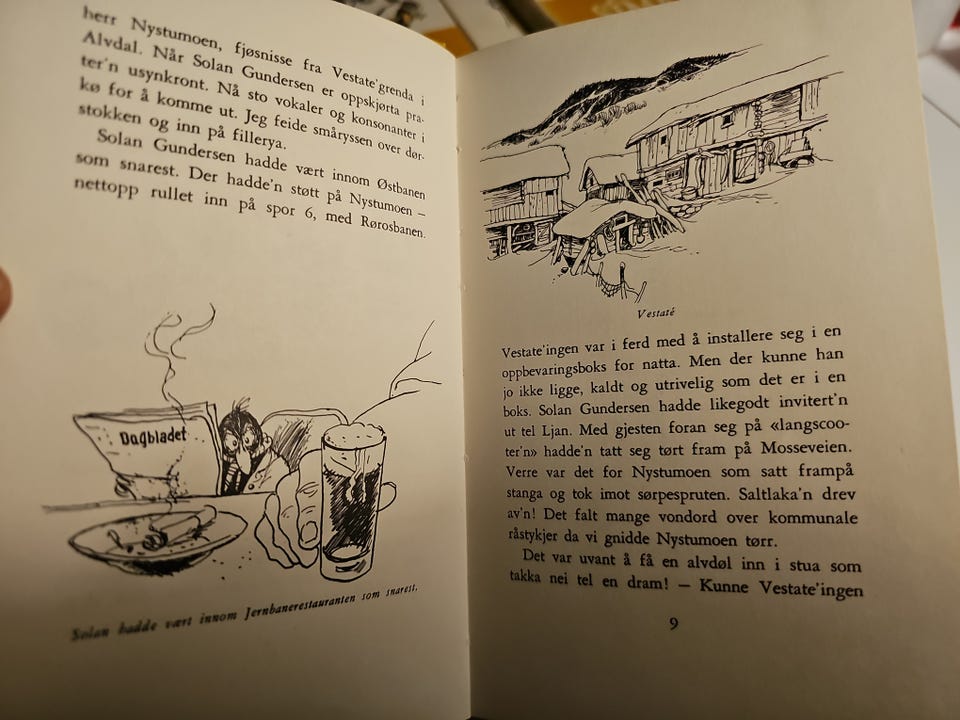 herr Nystumoen, fjøsnisse fra Vestate'grenda i
Alvdal. Når Solan Gundersen er oppskjørta pra-
ter'n usynkront. Nå sto vokaler og konsonanter i
kø for å komme ut. Jeg feide småryssen over dør-
stokken og inn på fillerya.
Solan Gundersen hadde vært innom Østbanen
som snarest. Der hadde'n støtt på Nystumoen –
nettopp rullet inn på spor 6, med Rørosbanen.
Dagbladet
Solan hadde vært innom Jernbanerestauranten som snarest.
Vestaté
Vestate'ingen var i ferd med å installere seg i en
oppbevaringsboks for natta. Men der kunne han
jo ikke ligge, kaldt og utrivelig som det er i en
boks. Solan Gundersen hadde likegodt invitert'n
ut tel Ljan. Med gjesten foran seg på «langscoo-
ter'n» hadde'n tatt seg tørt fram på Mosseveien.
Verre var det for Nystumoen som satt frampå
stanga og tok imot sørpespruten. Saltlaka'n drev
av'n! Det falt mange vondord over kommunale
råstykjer da vi gnidde Nystumoen tørr.
Det var uvant å få en alvdøl inn i stua som
takka nei tel en dram! – Kunne Vestate'ingen
9